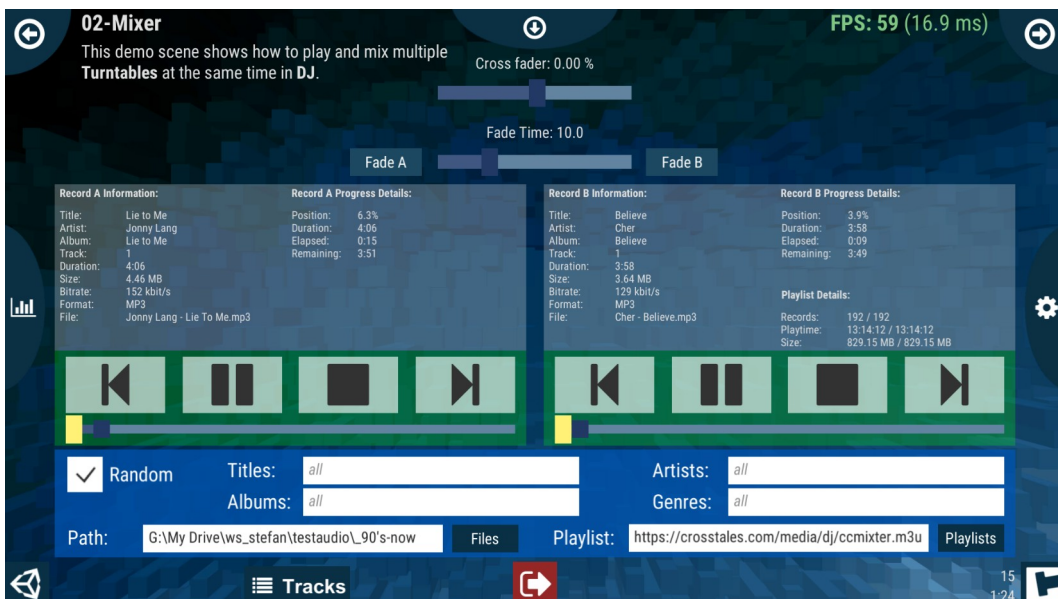 02-Mixer
This demo scene shows how to play and mix multiple
Turntables at the same time in DJ.
FPS: 59 (16.9 ms)
Cross fader: 0.00 %
Fade Time: 10.0
Fade A
Fade B
Record A Information:
Title: Lie to Me
Artist: Jonny Lang
Album: Lie to Me
Track: 1
Duration: 4:06
Size: 4.46 MB
Bitrate: 152 kbit/s
Format: MP3
File: Jonny Lang - Lie To Me.mp3
Record A Progress Details:
Position: 6.3%
Duration: 4:06
Elapsed: 0:15
Remaining: 3:51
Record B Information:
Title: Believe
Artist: Cher
Album: Believe
Track: 1
Duration: 3:58
Size: 3.64 MB
Bitrate: 129 kbit/s
Format: MP3
File: Cher - Believe.mp3
Record B Progress Details:
Position: 3.9%
Duration: 3:58
Elapsed: 0:09
Remaining: 3:49
Playlist Details:
Records: 192 / 192
Playtime: 13:14:12 / 13:14:12
Size: 829.15 MB / 829.15 MB
Random
Titles: all
Artists: all
Albums: all
Genres: all
Path: G:\My Drive\ws_stefan\testaudio\_90's-now
Files
Playlist: https://crosstales.com/media/dj/ccmixter.m3u
Playlists
Tracks
15
1:24